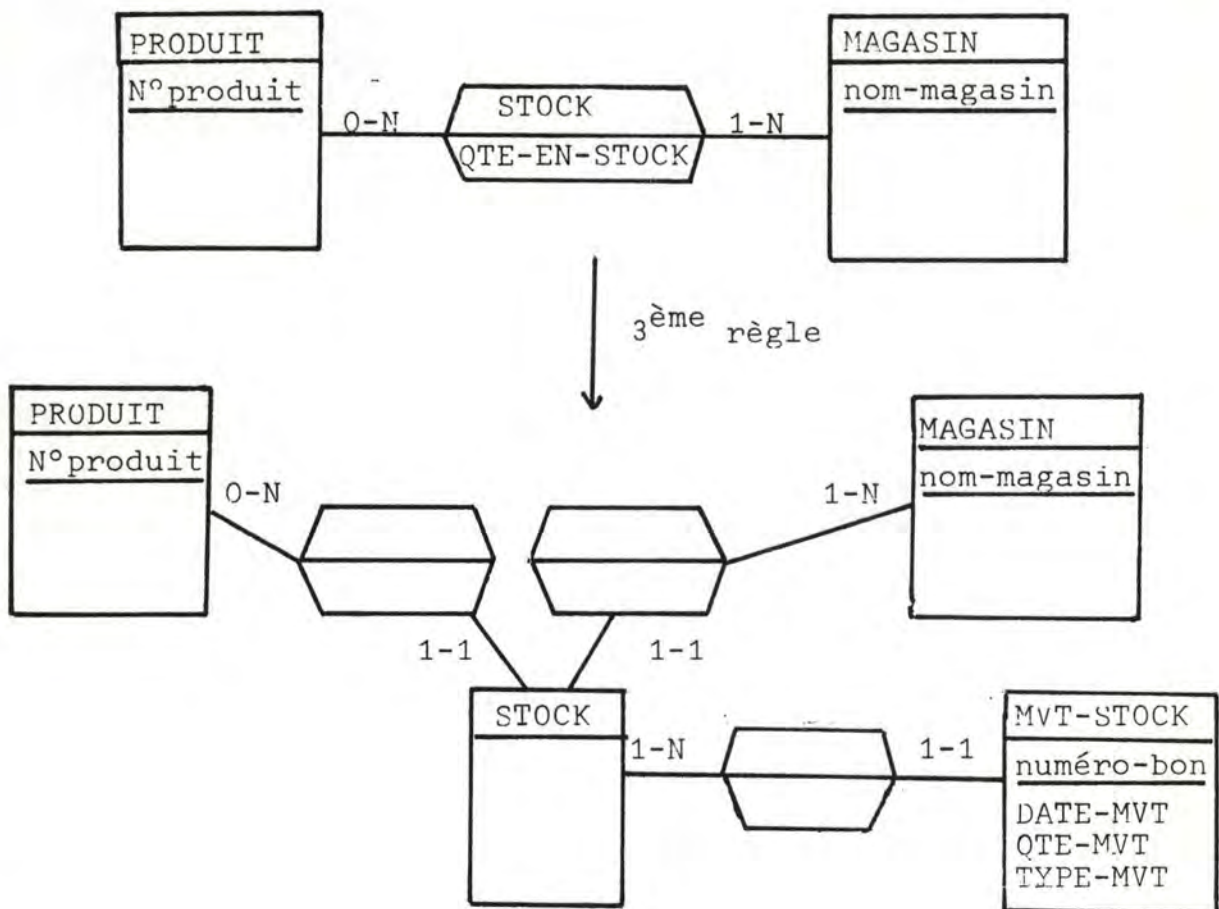 PRODUIT
N°produit
0-N
STOCK
QTE-EN-STOCK
1-N
MAGASIN
nom-magasin
3ème règle
PRODUIT
N°produit
0-N
1-N
MAGASIN
nom-magasin
1-1
1-1
STOCK
1-N
1-1
MVT-STOCK
numéro-bon
DATE-MVT
QTE-MVT
TYPE-MVT